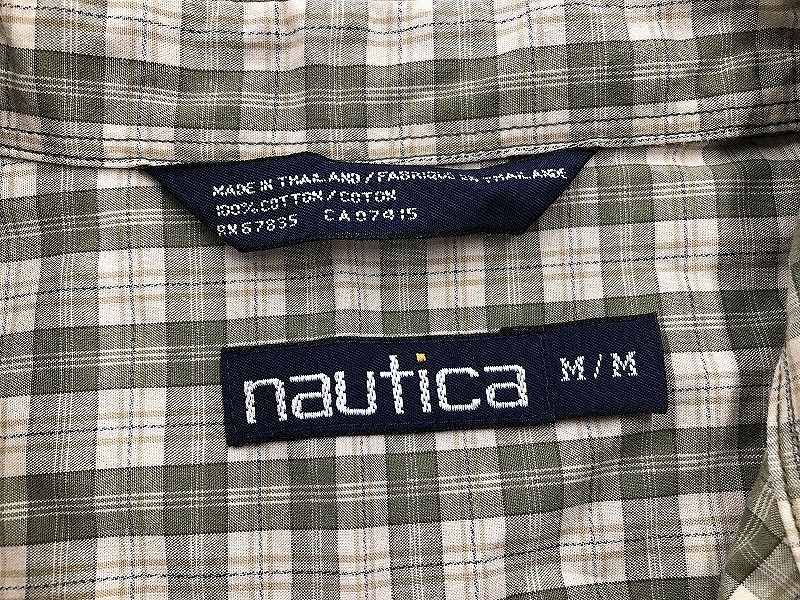 MADE IN THAILAND / FABRIQUE EN THAILANDE
100% COTTON / COTON
RN67835 CA07415
nautica M/M